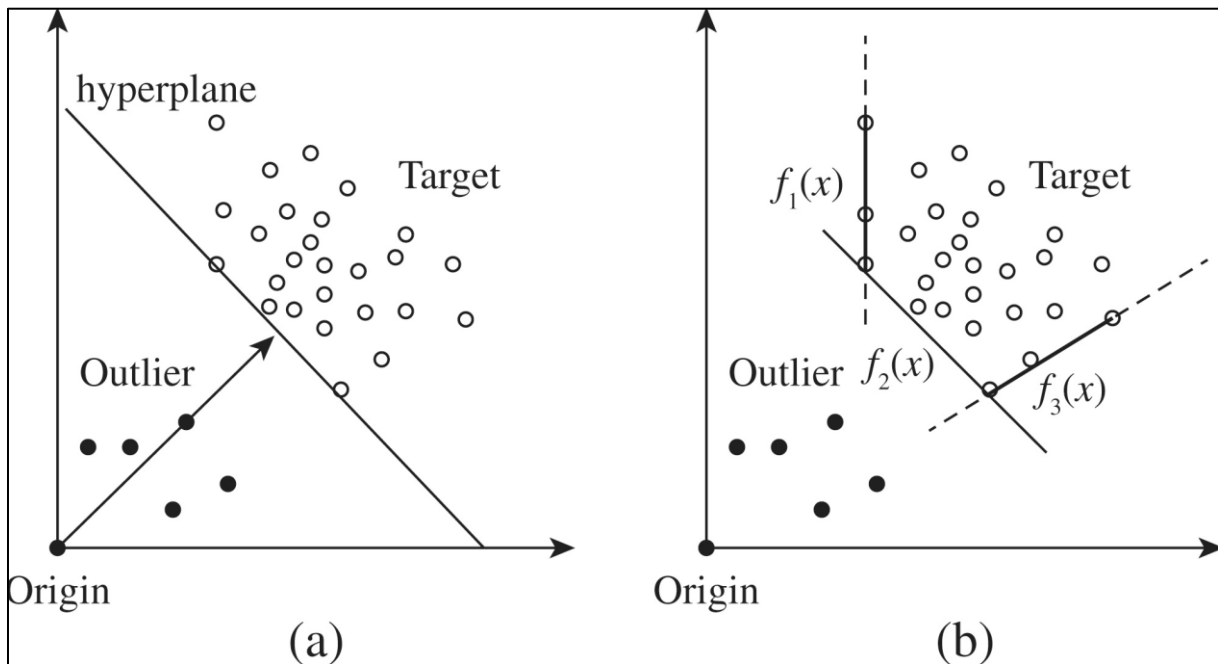 hyperplane
Target
Outlier
Origin
(a)
f₁(x)
Target
Outlier
f₂(x)
f₃(x)
Origin
(b)